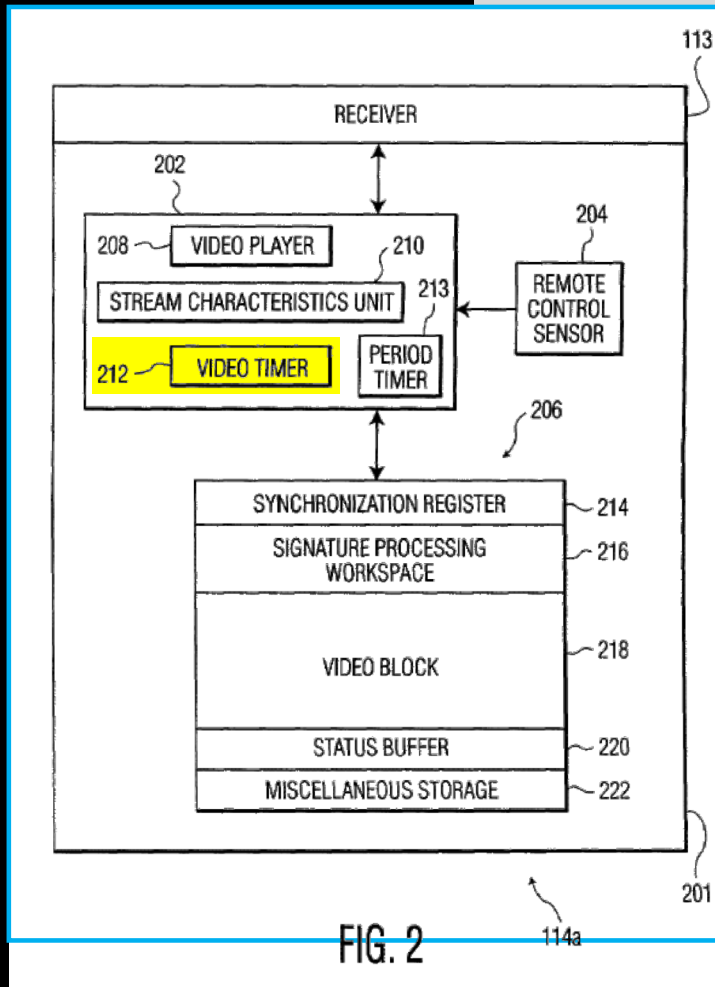 113
RECEIVER
202
208 VIDEO PLAYER
210
204
STREAM CHARACTERISTICS UNIT
213
REMOTE
CONTROL
SENSOR
212 VIDEO TIMER
PERIOD
TIMER
206
SYNCHRONIZATION REGISTER 214
SIGNATURE PROCESSING
WORKSPACE
216
VIDEO BLOCK
218
STATUS BUFFER 220
MISCELLANEOUS STORAGE 222
201
114a
FIG. 2